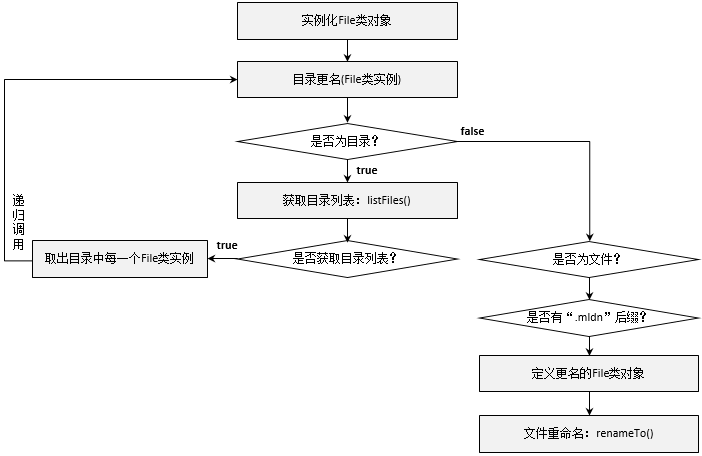 实例化File类对象
目录更名(File类实例)
是否为目录？
false
true
获取目录列表：listFiles()
递归调用
true
取出目录中每一个File类实例
是否获取目录列表？
是否为文件？
是否有“.mldn”后缀？
定义更名的File类对象
文件重命名：renameTo()